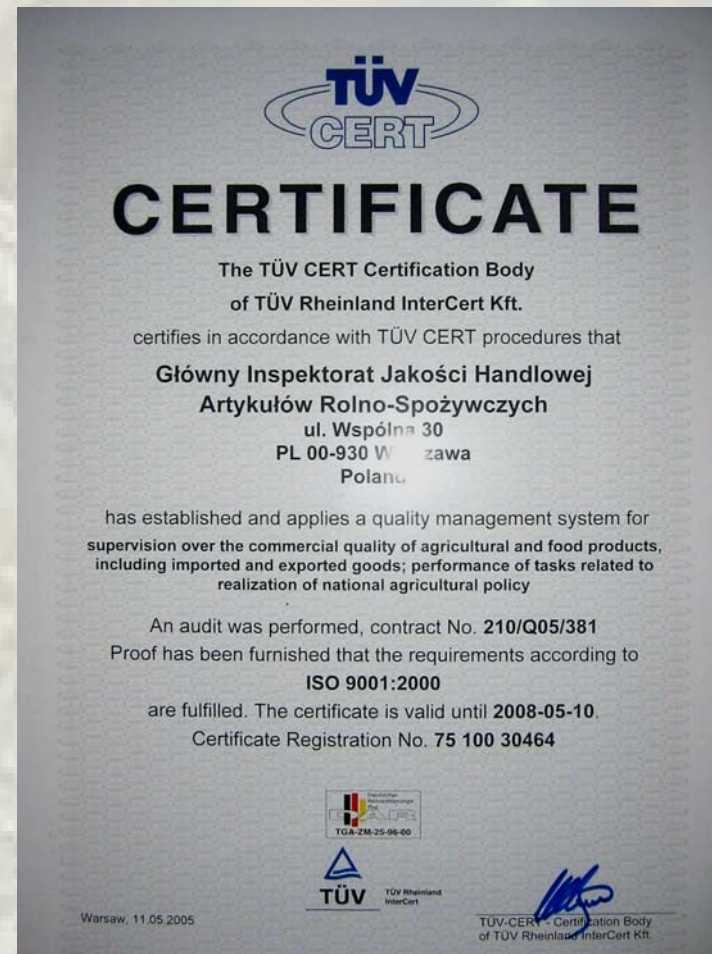 TÜV
CERT
CERTIFICATE
The TÜV CERT Certification Body
of TÜV Rheinland InterCert Kft.
certifies in accordance with TÜV CERT procedures that
Główny Inspektorat Jakości Handlowej
Artykułów Rolno-Spożywczych
ul. Wspólna 30
PL 00-930
Poland
has established and applies a quality management system for
supervision over the commercial quality of agricultural and food products,
including imported and exported goods; performance of tasks related to
realization of national agricultural policy
An audit was performed, contract No. 210/Q05/381
Proof has been furnished that the requirements according to
ISO 9001:2000
are fulfilled. The certificate is valid until 2008-05-10.
Certificate Registration No. 75 100 30464
DAR
TGA-ZM-25-96-00
TÜV
TÜV Rheinland
InterCert
Warsaw, 11.05.2005
TÜV-CERT - Certification Body
of TÜV Rheinland InterCert Kft.